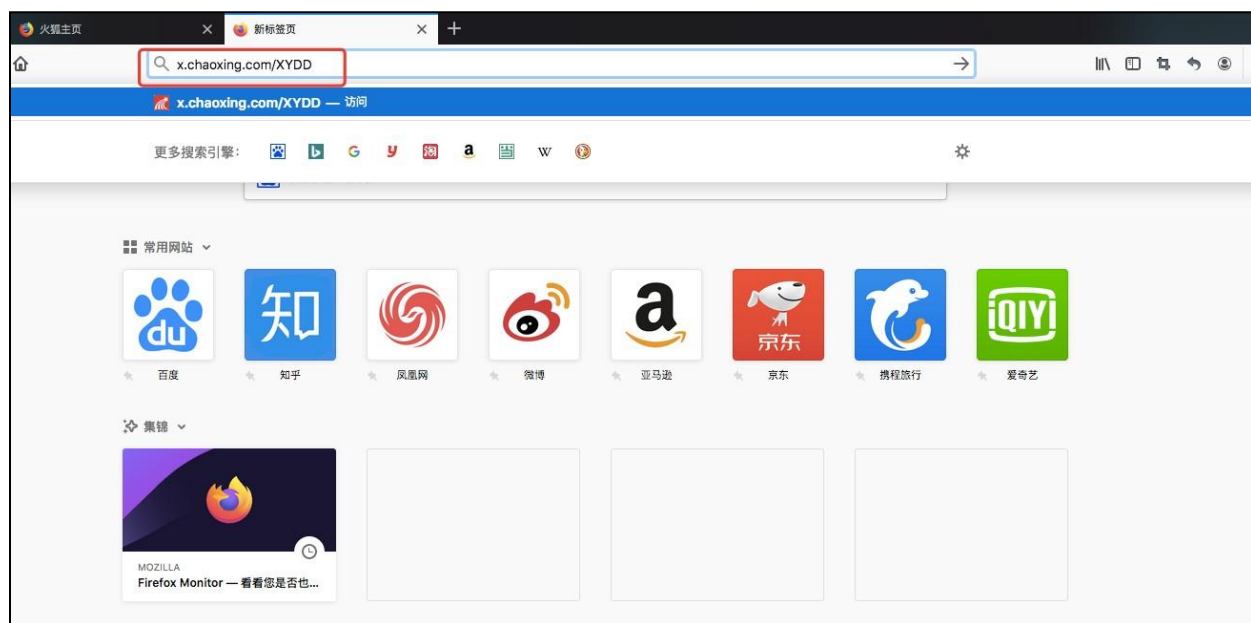 火狐主页
新标签页
x.chaoxing.com/XYDD
x.chaoxing.com/XYDD — 访问
更多搜索引擎:
常用网站
du 知 a 京东 iQIYI
百度 知乎 凤凰网 微博 亚马逊 京东 携程旅行 爱奇艺
集锦
MOZILLA
Firefox Monitor — 看看您是否也...